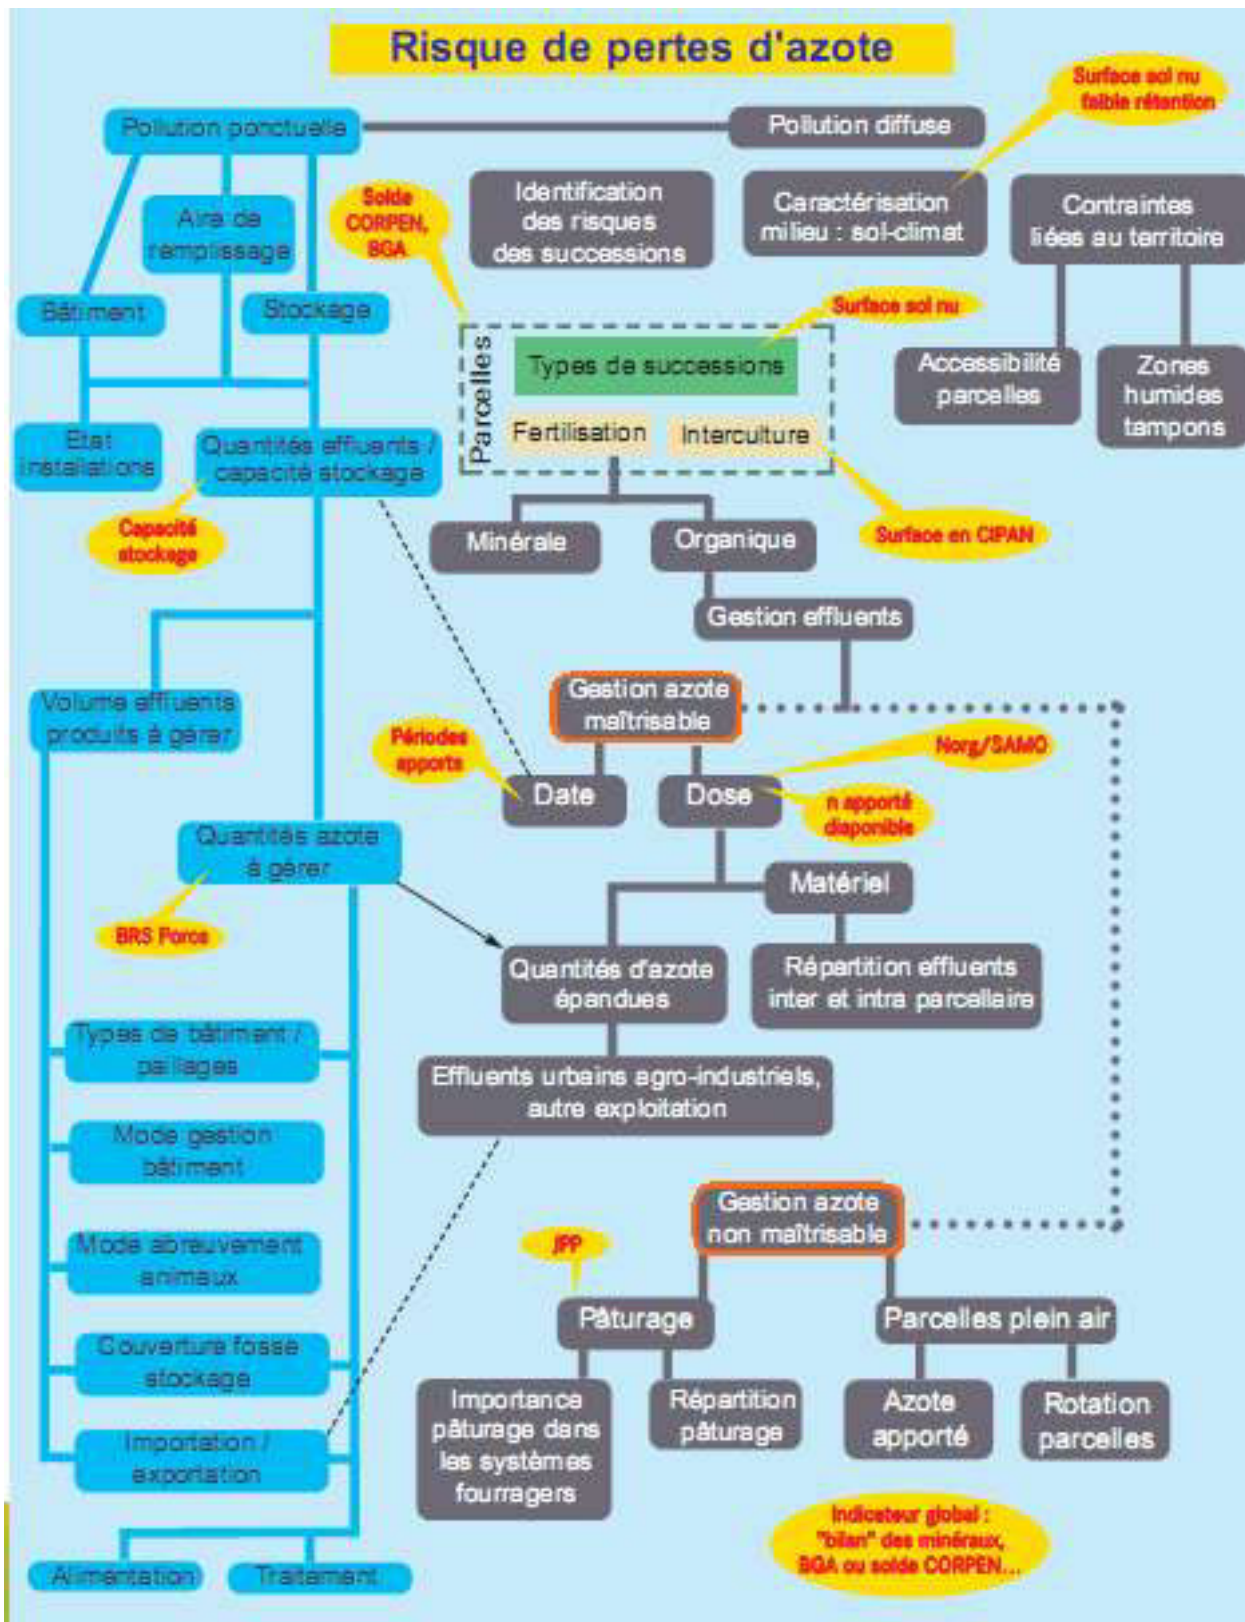 Risque de pertes d'azote
Surface sol nu
faible rétention
Pollution ponctuelle
Pollution diffuse
Solde
CORPEN,
BGA
Identification
des risques
des successions
Caractérisation
milieu : sol-climat
Contraintes
liées au territoire
Aire de
remplissage
Bâtiment
Stockage
Surface sol nu
Parcelles
Types de successions
Accessibilité
parcelles
Zones
humides
tampons
Fertilisation
Interculture
Etat
installations
Quantités effluents /
capacité stockage
Capacité
stockage
Minérale
Organique
Surface en CIPAN
Gestion effluents
Gestion azote
maîtrisable
Volume effluents
produits à gérer
Périodes
apports
Norg/SAMO
Date
Dose
n apporté
disponible
Quantités azote
à gérer
Matériel
BRS Porcs
Quantités d'azote
épandues
Répartition effluents
inter et intra parcellaire
Types de bâtiment /
paillages
Effluents urbains agro-industriels,
autre exploitation
Mode gestion
bâtiment
Gestion azote
non maîtrisable
Mode abreuvement
animaux
JPP
Pâturage
Parcelles plein air
Couverture fosse
stockage
Importance
pâturage dans
les systèmes
fourragers
Répartition
pâturage
Azote
apporté
Rotation
parcelles
Importation /
exportation
Indicateur global :
"bilan" des minéraux,
BGA ou solde CORPEN...
Alimentation
Traitement